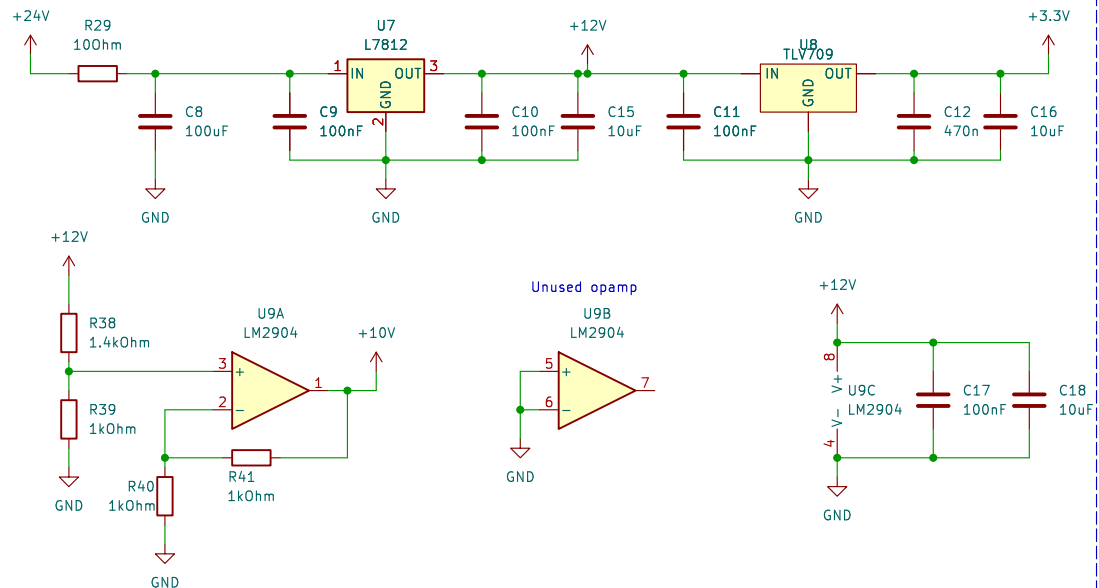 +24V
R29
100hm
U7
L7812
1
IN
OUT
3
GND
2
+12V
U8
TLV709
IN
OUT
GND
+3.3V
C8
100uF
C9
100nF
C10
100nF
C15
10uF
C11
100nF
C12
470n
C16
10uF
GND
GND
GND
+12V
R38
1.4kOhm
R39
1kOhm
GND
U9A
LM2904
3
+
2
-
1
+10V
R41
1kOhm
R40
1kOhm
GND
Unused opamp
U9B
LM2904
5
+
6
-
7
GND
+12V
8
V+
U9C
LM2904
V-
4
C17
100nF
C18
10uF
GND